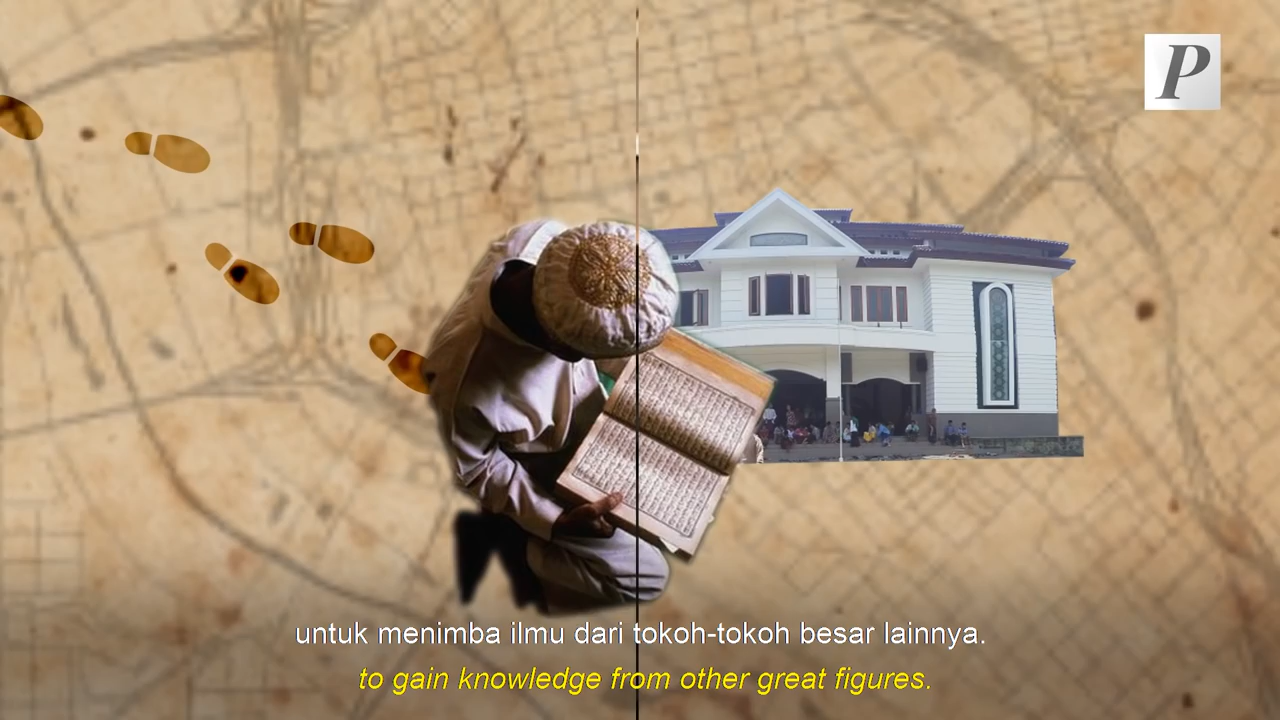 P
untuk menimba ilmu dari tokoh-tokoh besar lainnya.
to gain knowledge from other great figures.